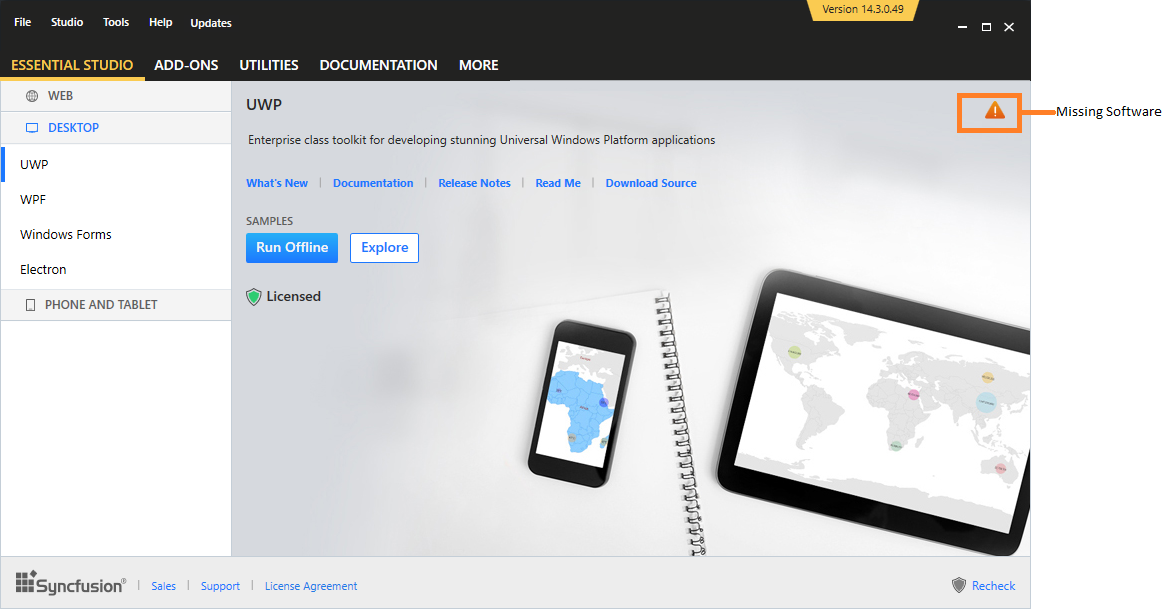 File Studio Tools Help Updates
Version 14.3.0.49
ESSENTIAL STUDIO ADD-ONS UTILITIES DOCUMENTATION MORE
WEB
DESKTOP
UWP
WPF
Windows Forms
Electron
PHONE AND TABLET
UWP
Missing Software
Enterprise class toolkit for developing stunning Universal Windows Platform applications
What's New | Documentation | Release Notes | Read Me | Download Source
SAMPLES
Run Offline Explore
Licensed
Syncfusion® | Sales | Support | License Agreement
Recheck